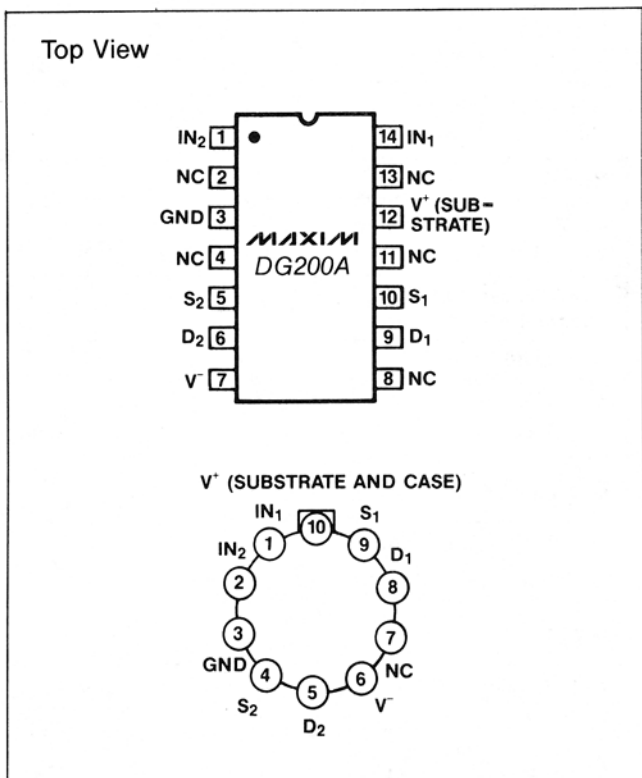 Top View
IN₂ 1 14 IN₁
NC 2 13 NC
GND 3 12 V⁺ (SUB-
STRATE)
MAXIM
NC 4 DG200A 11 NC
S₂ 5 10 S₁
D₂ 6 9 D₁
V⁻ 7 8 NC
V⁺ (SUBSTRATE AND CASE)
IN₁ 10 S₁
1 9
IN₂ D₁
2 8
3 7
GND NC
4 5 6
S₂ D₂ V⁻